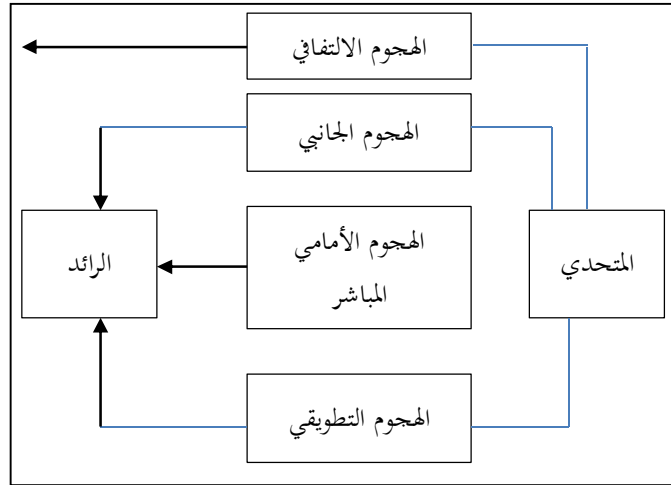 الهجوم الالتفافي
الهجوم الجانبي
المتحدي
الهجوم الأمامي
المباشر
الرائد
الهجوم التطويقي